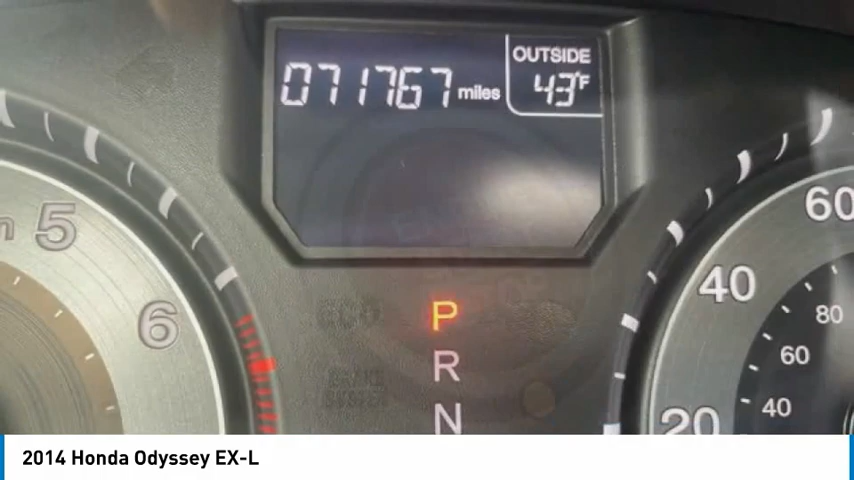 071767 miles
OUTSIDE
43°F
5
6
P
R
N
60
40
20
80
60
40
2014 Honda Odyssey EX-L